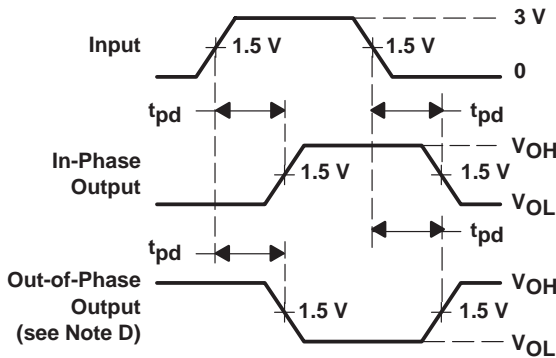 3 V
Input
1.5 V
1.5 V
0
tpd
tpd
VOH
In-Phase
Output
1.5 V
1.5 V
VOL
tpd
tpd
Out-of-Phase
Output
(see Note D)
VOH
1.5 V
1.5 V
VOL